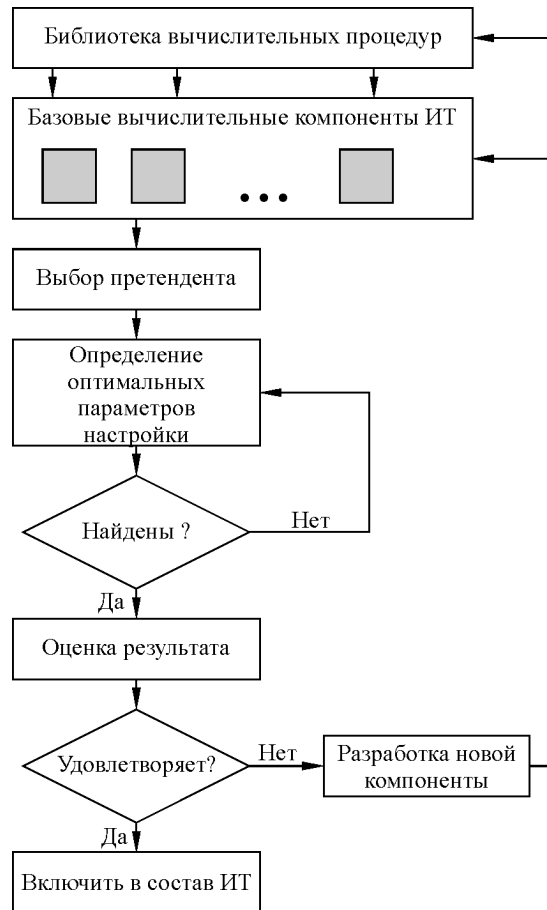 Библиотека вычислительных процедур
Базовые вычислительные компоненты ИТ
...
Выбор претендента
Определение
оптимальных
параметров
настройки
Найдены ?
Нет
Да
Оценка результата
Удовлетворяет?
Нет
Разработка новой
компоненты
Да
Включить в состав ИТ